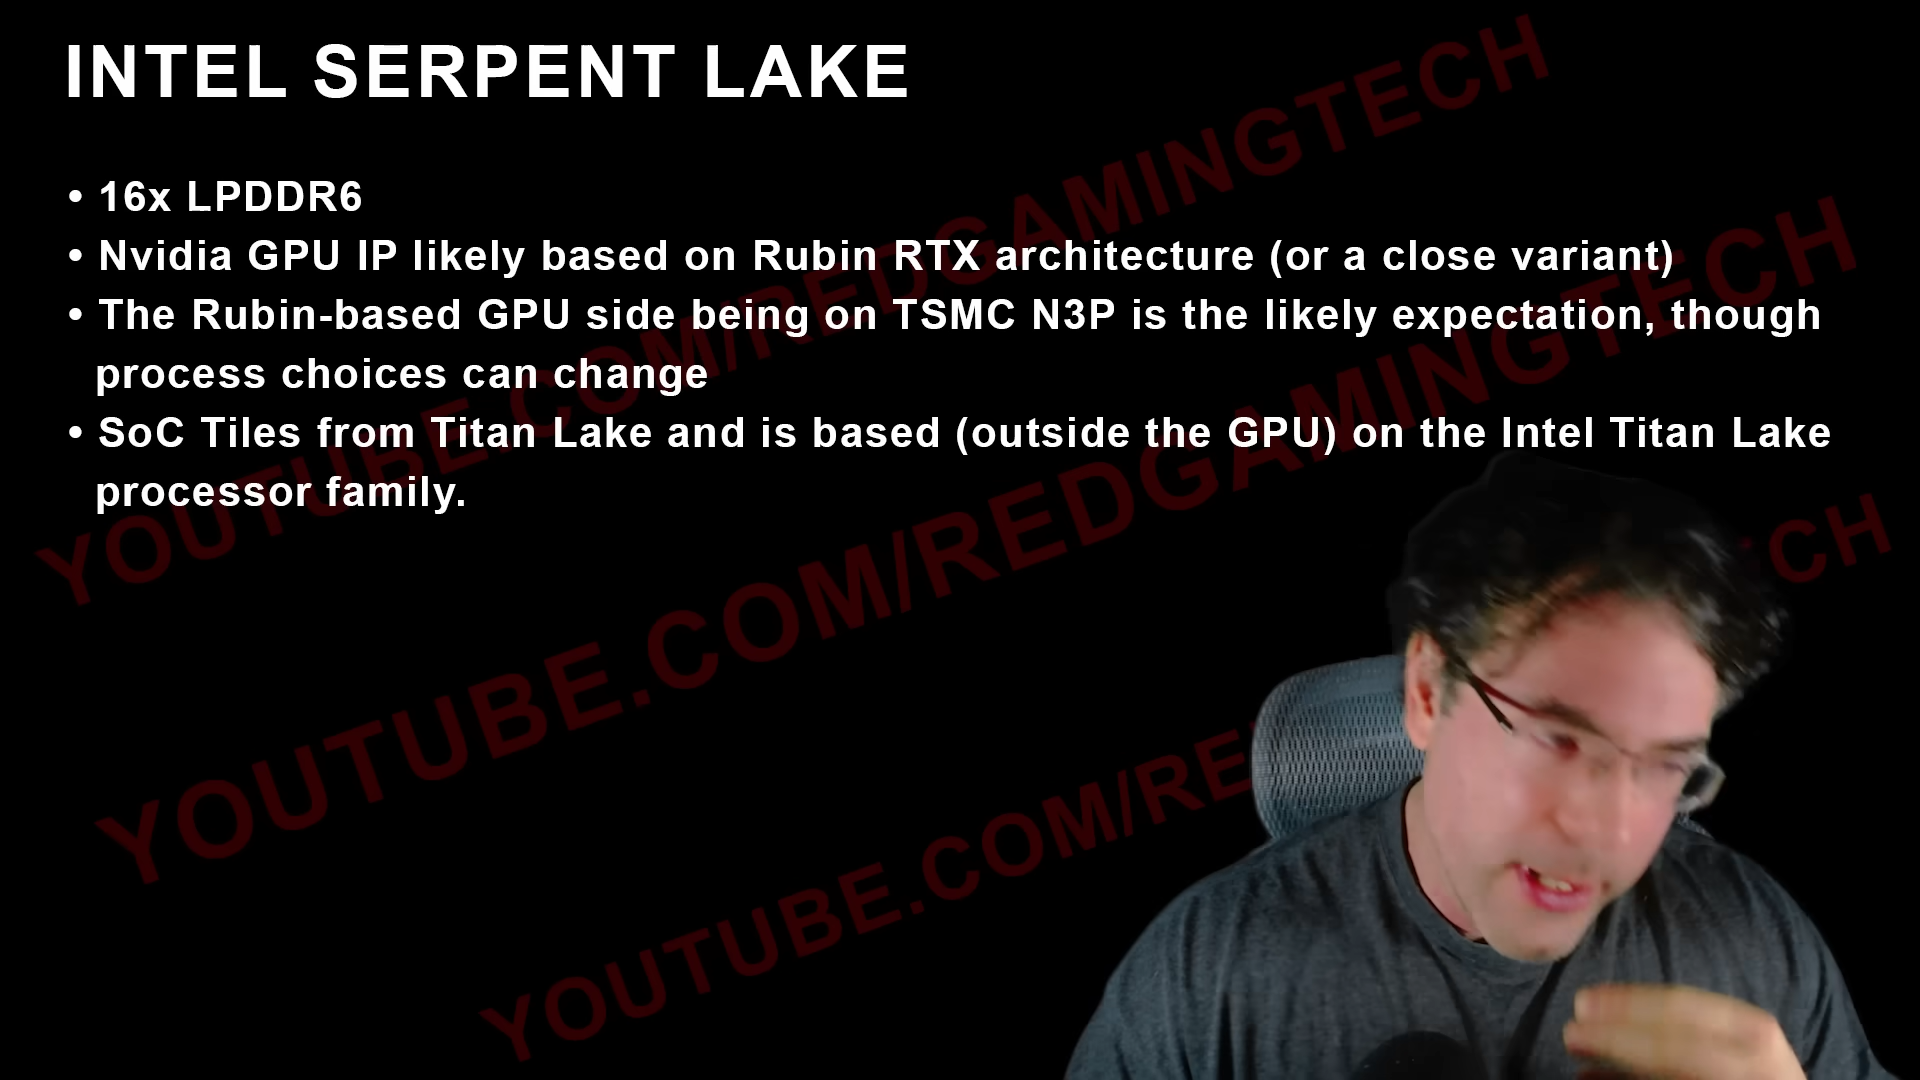 INTEL SERPENT LAKE
• 16x LPDDR6
• Nvidia GPU IP likely based on Rubin RTX architecture (or a close variant)
• The Rubin-based GPU side being on TSMC N3P is the likely expectation, though
process choices can change
• SoC Tiles from Titan Lake and is based (outside the GPU) on the Intel Titan Lake
processor family.
YOUTUBE.COM/REDGAMINGTECH
YOUTUBE.COM/REDGAMINGTECH
YOUTUBE.COM/RE CH